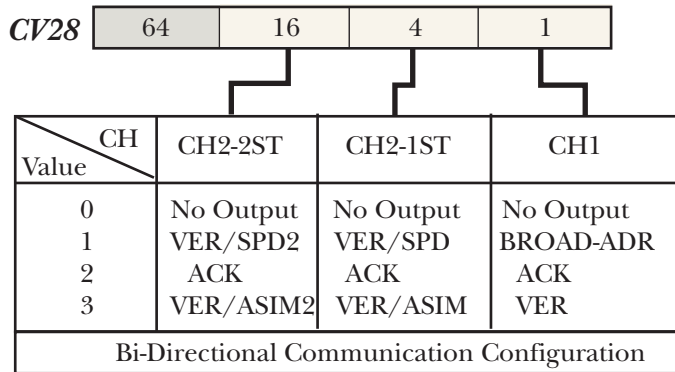 CV28 64 16 4 1
CH
Value
CH2-2ST CH2-1ST CH1
0 No Output No Output No Output
1 VER/SPD2 VER/SPD BROAD-ADR
2 ACK ACK ACK
3 VER/ASIM2 VER/ASIM VER
Bi-Directional Communication Configuration